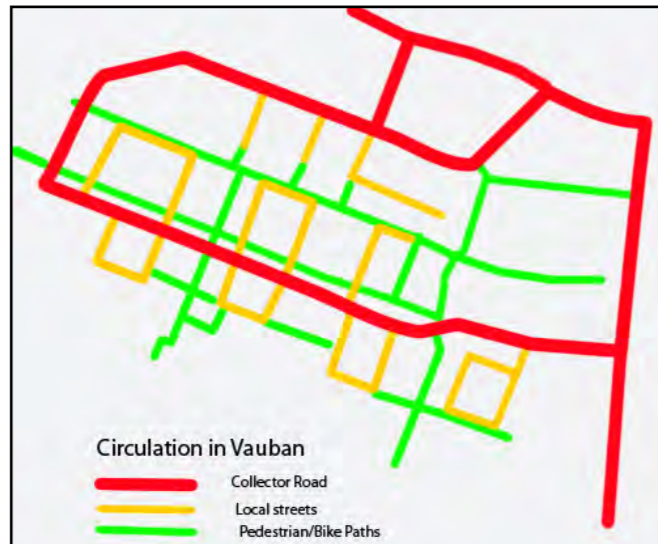 Circulation in Vauban
Collector Road
Local streets
Pedestrian/Bike Paths